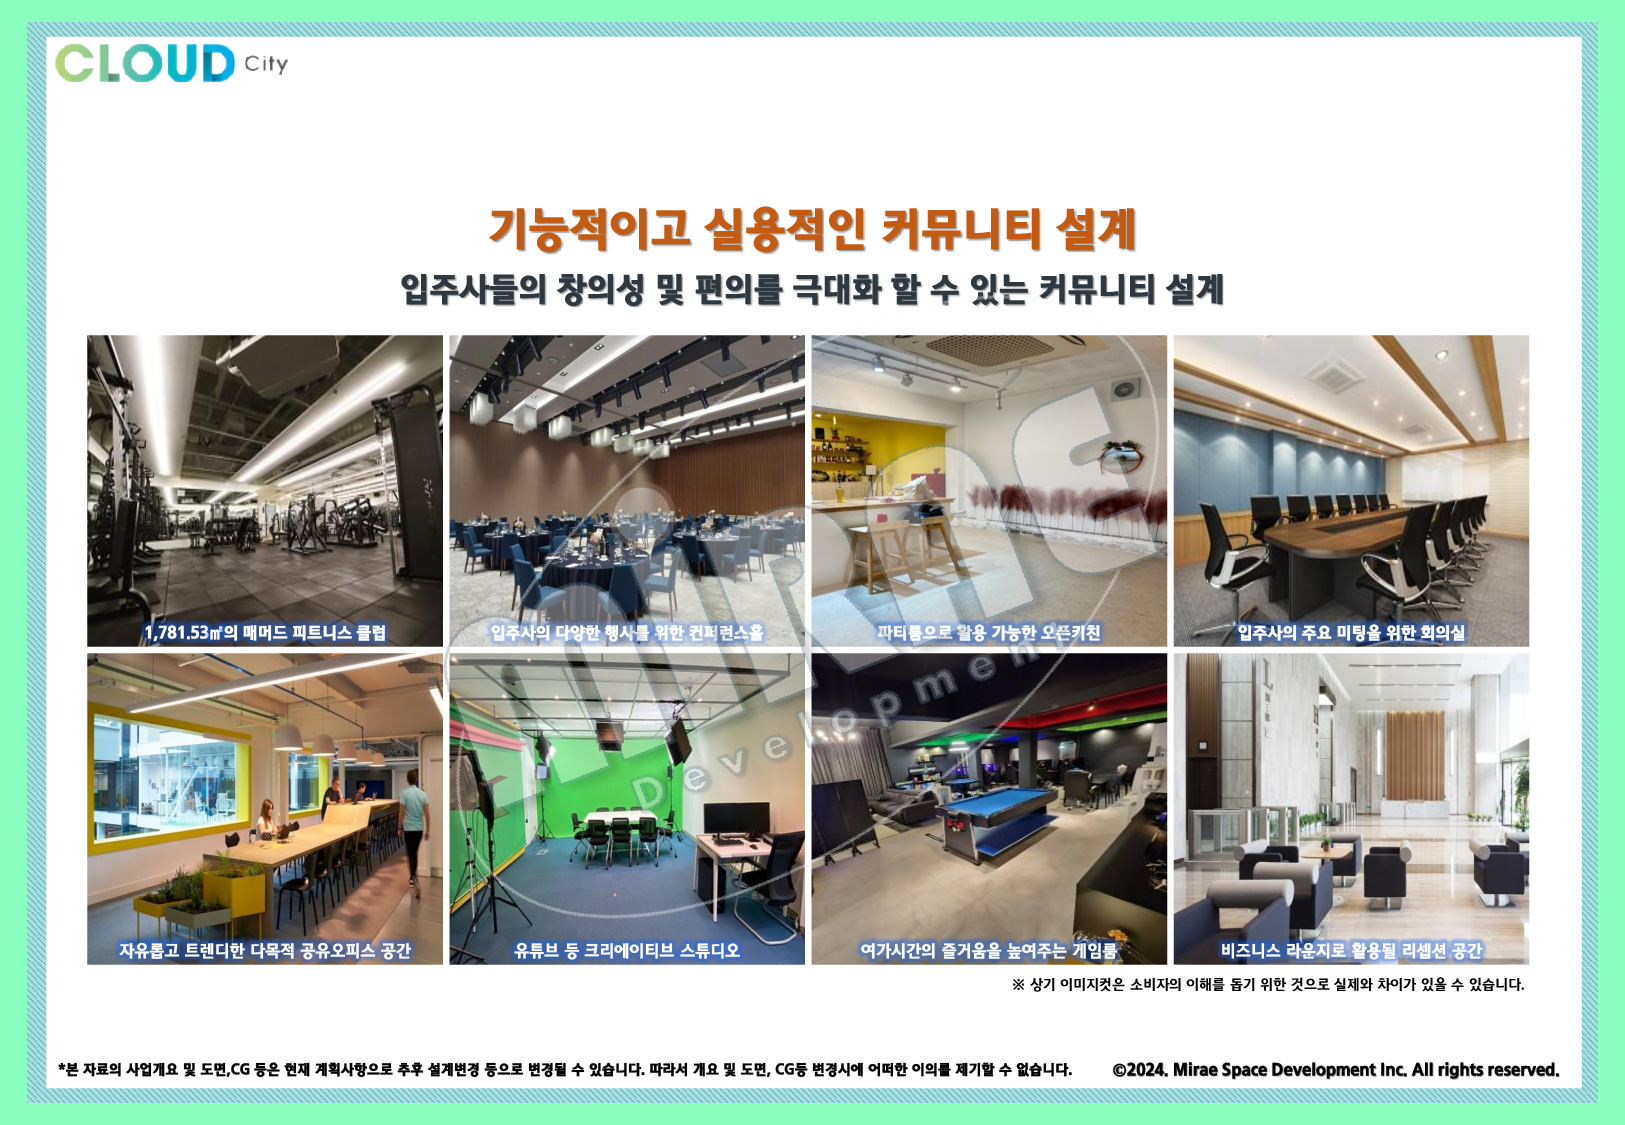 CLOUD City
기능적이고 실용적인 커뮤니티 설계
입주사들의 창의성 및 편의를 극대화 할 수 있는 커뮤니티 설계
1,781.53㎡의 매머드 피트니스 클럽
입주사의 다양한 행사를 위한 컨퍼런스홀
파티룸으로 활용 가능한 오픈키친
입주사의 주요 미팅을 위한 회의실
자유롭고 트렌디한 다목적 공유오피스 공간
유튜브 등 크리에이티브 스튜디오
여가시간의 즐거움을 높여주는 게임룸
비즈니스 라운지로 활용될 리셉션 공간
Development
※ 상기 이미지컷은 소비자의 이해를 돕기 위한 것으로 실제와 차이가 있을 수 있습니다.
*본 자료의 사업개요 및 도면,CG 등은 현재 계획사항으로 추후 설계변경 등으로 변경될 수 있습니다. 따라서 개요 및 도면, CG등 변경시에 어떠한 이의를 제기할 수 없습니다.
©2024. Mirae Space Development Inc. All rights reserved.